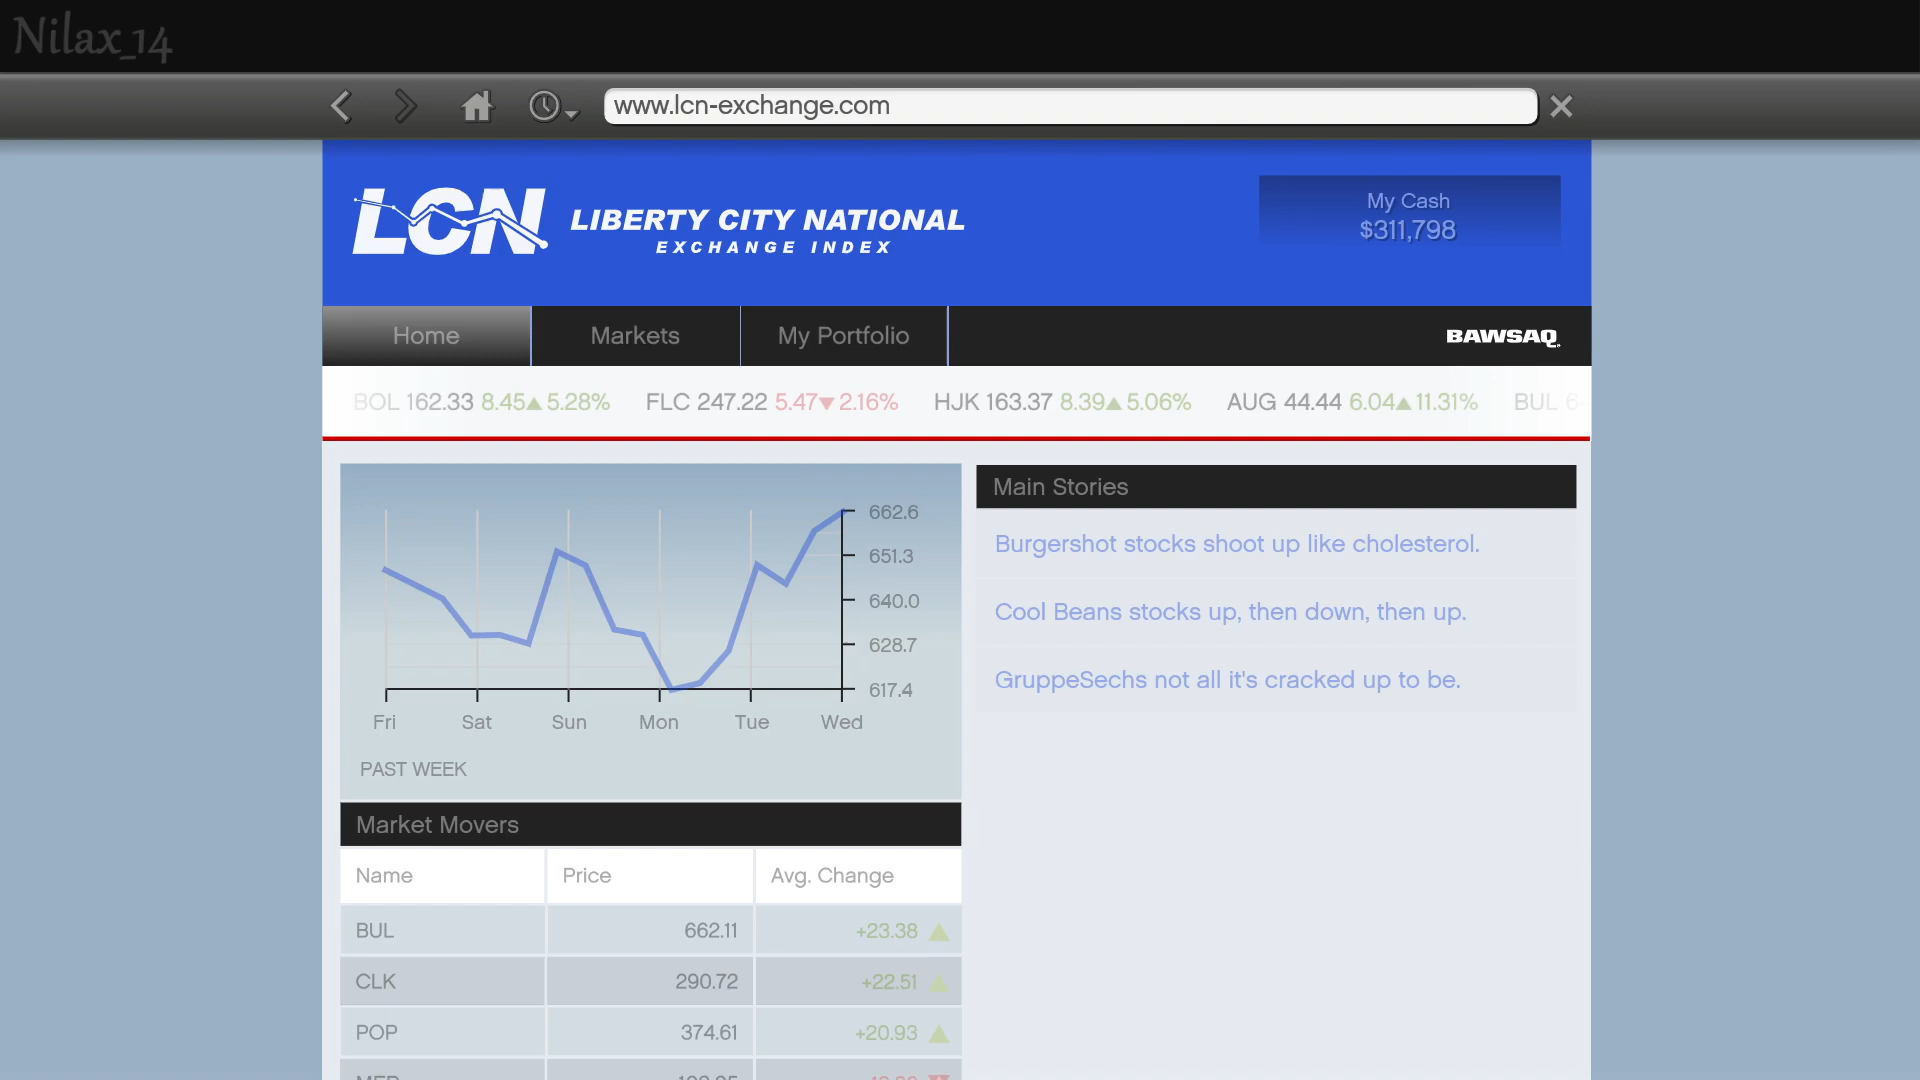 Nilax_14
www.lcn-exchange.com
LCN
LIBERTY CITY NATIONAL
EXCHANGE INDEX
My Cash
$311,798
Home
Markets
My Portfolio
BAWSAQ
BOL 162.33 8.45▲5.28% FLC 247.22 5.47▼2.16% HJK 163.37 8.39▲5.06% AUG 44.44 6.04▲11.31% BUL
662.6
651.3
640.0
628.7
617.4
Fri Sat Sun Mon Tue Wed
PAST WEEK
Main Stories
Burgershot stocks shoot up like cholesterol.
Cool Beans stocks up, then down, then up.
GruppeSechs not all it's cracked up to be.
Market Movers
Name Price Avg. Change
BUL 662.11 +23.38
CLK 290.72 +22.51
POP 374.61 +20.93